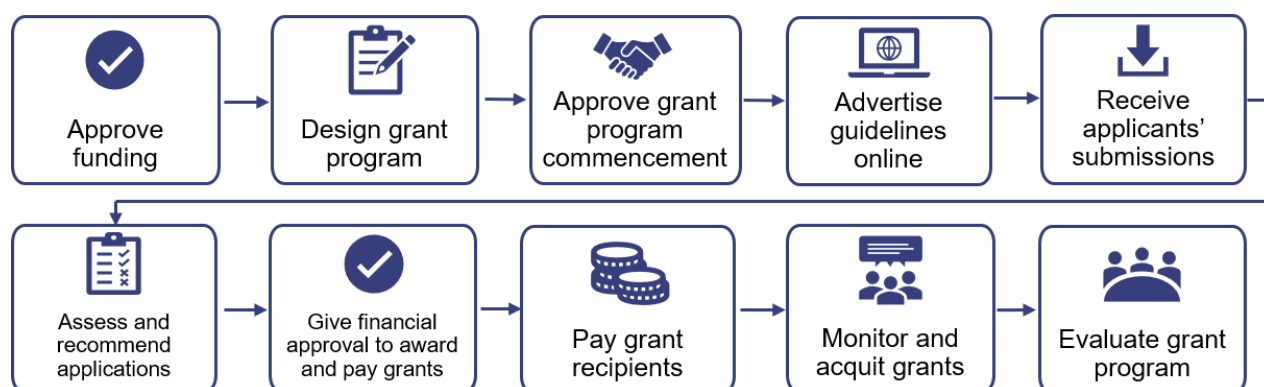 Approve
funding
Design grant
program
Approve grant
program
commencement
Advertise
guidelines
online
Receive
applicants’
submissions
Assess and
recommend
applications
Give financial
approval to award
and pay grants
Pay grant
recipients
Monitor and
acquit grants
Evaluate grant
program